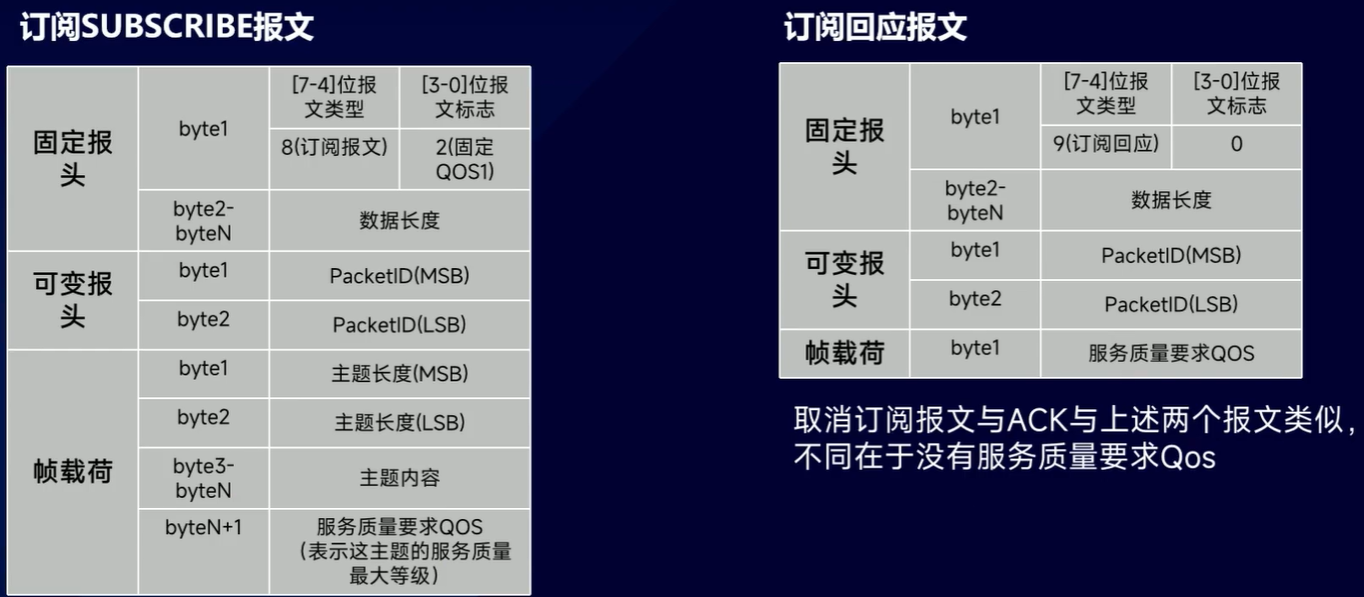 订阅SUBSCRIBE报文
固定报
头
byte1
[7-4]位报
文类型
[3-0]位报
文标志
8(订阅报文)
2(固定
QOS1)
byte2-
byteN
数据长度
可变报
头
byte1
PacketID(MSB)
byte2
PacketID(LSB)
帧载荷
byte1
主题长度(MSB)
byte2
主题长度(LSB)
byte3-
byteN
主题内容
byteN+1
服务质量要求QOS
（表示这主题的服务质量
最大等级）
订阅回应报文
固定报
头
byte1
[7-4]位报
文类型
[3-0]位报
文标志
9(订阅回应)
0
byte2-
byteN
数据长度
可变报
头
byte1
PacketID(MSB)
byte2
PacketID(LSB)
帧载荷
byte1
服务质量要求QOS
取消订阅报文与ACK与上述两个报文类似，
不同在于没有服务质量要求Qos